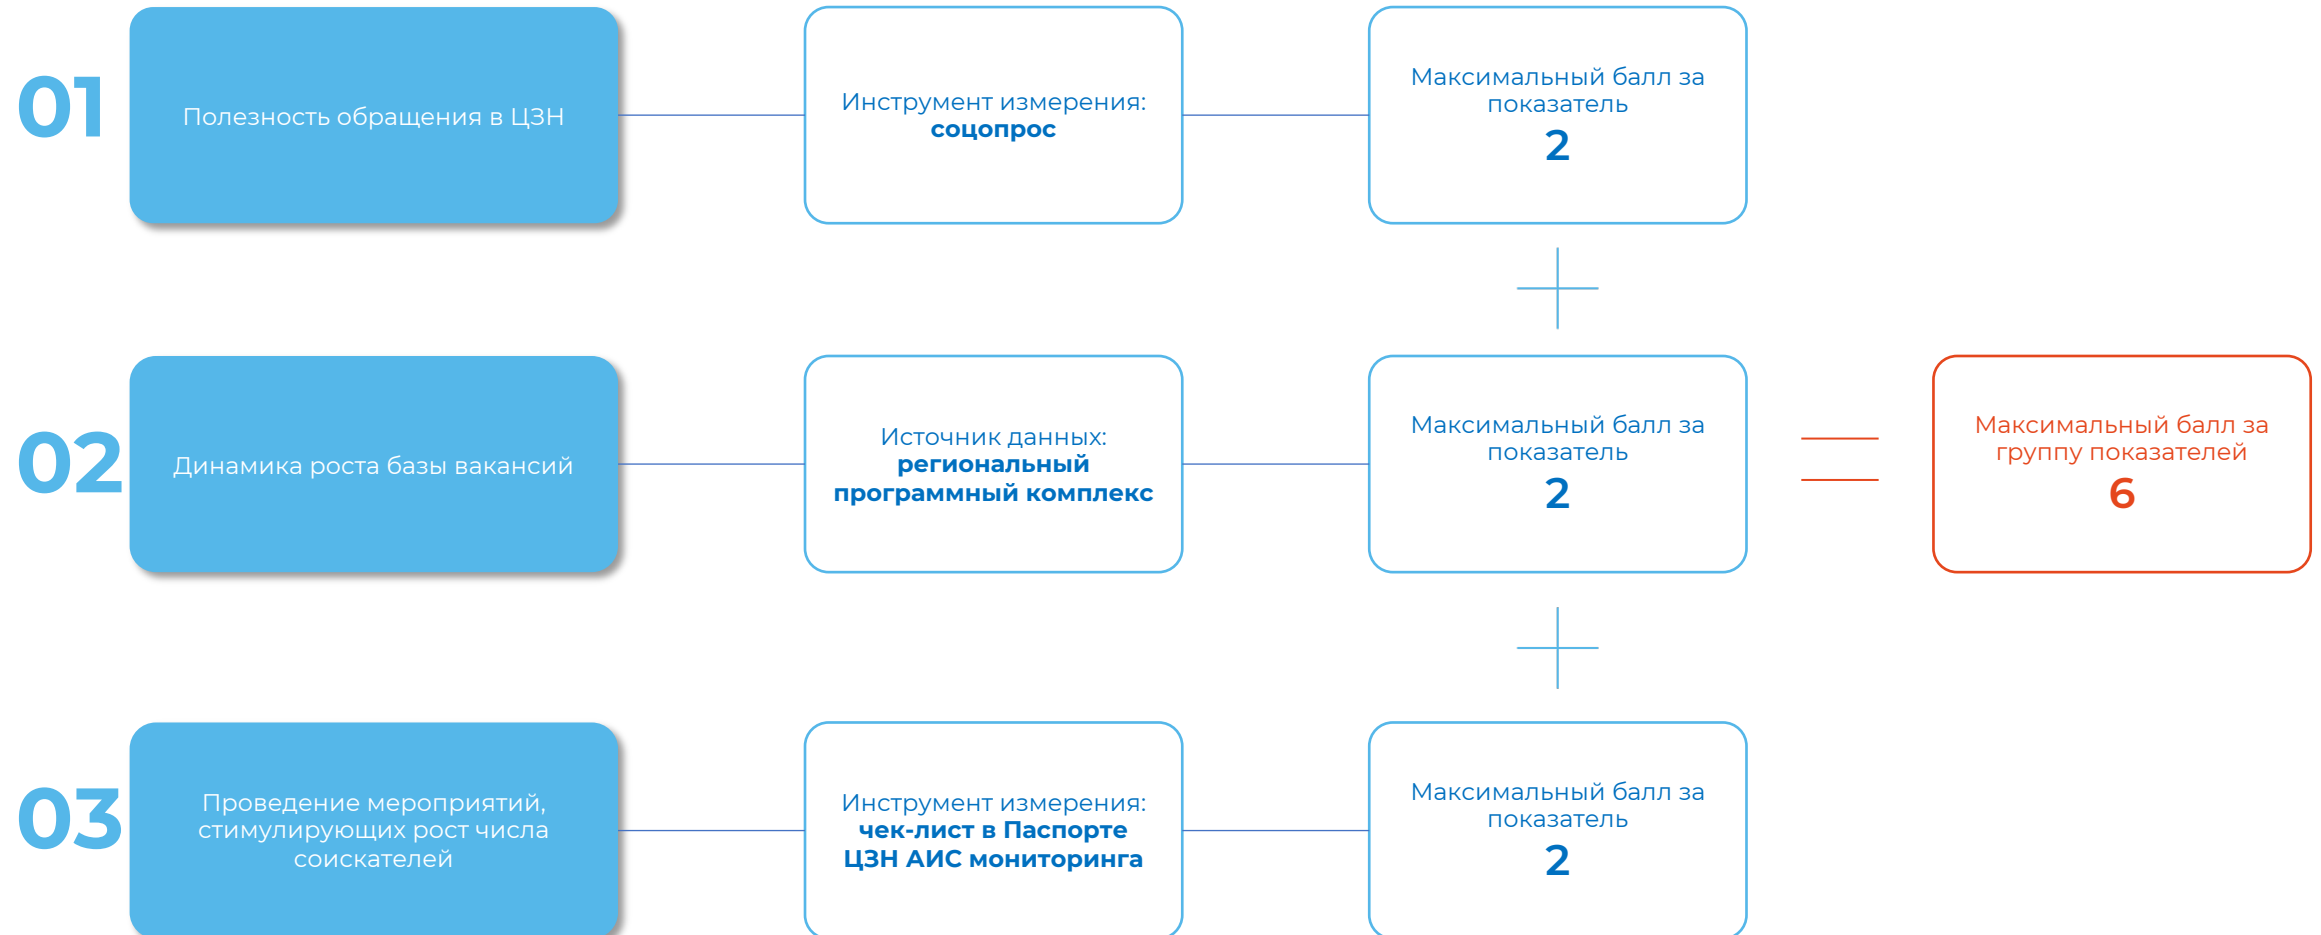 01
Полезность обращения в ЦЗН
Инструмент измерения:
соцопрос
Максимальный балл за
показатель
2
02
Динамика роста базы вакансий
Источник данных:
региональный
программный комплекс
Максимальный балл за
показатель
2
Максимальный балл за
группу показателей
6
03
Проведение мероприятий,
стимулирующих рост числа
соискателей
Инструмент измерения:
чек-лист в Паспорте
ЦЗН АИС мониторинга
Максимальный балл за
показатель
2